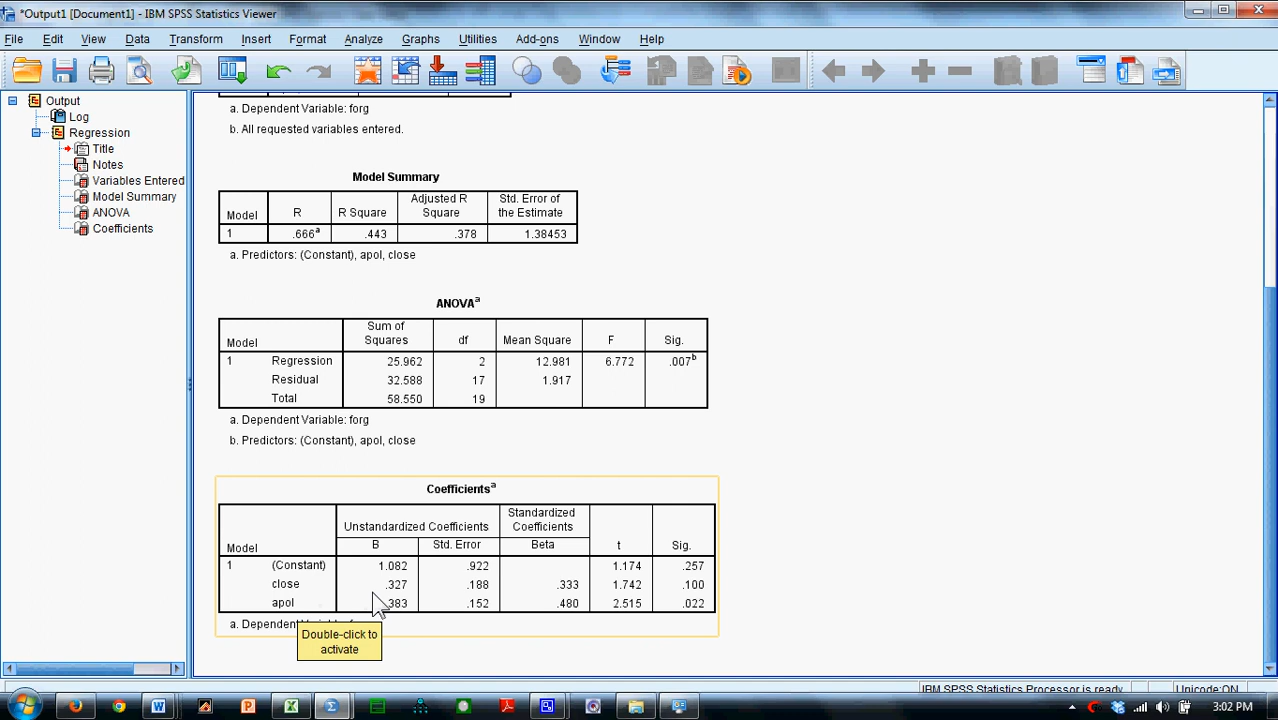 *Output1 [Document1] - IBM SPSS Statistics Viewer
File Edit View Data Transform Insert Format Analyze Graphs Utilities Add-ons Window Help
Output
Log
Regression
Title
Notes
Variables Entered
Model Summary
ANOVA
Coefficients
a. Dependent Variable: forg
b. All requested variables entered.
Model Summary
Model R R Square Adjusted R Square Std. Error of the Estimate
1 .666a .443 .378 1.38453
a. Predictors: (Constant), apol, close
ANOVAa
Model Sum of Squares df Mean Square F Sig.
1 Regression 25.962 2 12.981 6.772 .007b
Residual 32.588 17 1.917
Total 58.550 19
a. Dependent Variable: forg
b. Predictors: (Constant), apol, close
Coefficientsa
Unstandardized Coefficients Standardized Coefficients
Model B Std. Error Beta t Sig.
1 (Constant) 1.082 .922 1.174 .257
close .327 .188 .333 1.742 .100
apol .383 .152 .480 2.515 .022
a. Dependent
Double-click to
activate
IBM SPSS Statistics Processor is ready Unicode:ON
3:02 PM